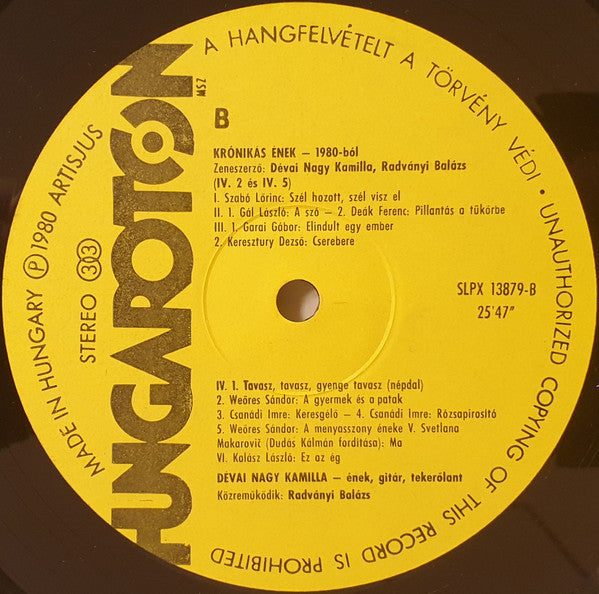 A HANGFELVÉTELT A TÖRVÉNY VÉDI • UNAUTHORIZED COPYING OF THIS RECORD IS PROHIBITED
MADE IN HUNGARY Ⓟ 1980 ARTISJUS
STEREO 33
HUNGAROTON
MSZ
B
KRÓNIKÁS ÉNEK – 1980-ból
Zeneszerző: Dévai Nagy Kamilla, Radványi Balázs
(IV. 2 és IV. 5)
I. Szabó Lőrinc: Szél hozott, szél visz el
II. 1. Gál László: A szó – 2. Deák Ferenc: Pillantás a tükörbe
III. 1. Garai Gábor: Elindult egy ember
2. Keresztury Dezső: Cserebere
SLPX 13879-B
25'47"
IV. 1. Tavasz, tavasz, gyenge tavasz (népdal)
2. Weöres Sándor: A gyermek és a patak
3. Csanádi Imre: Keresgélő – 4. Csanádi Imre: Rózsapirosító
5. Weöres Sándor: A menyasszony éneke V. Svetlana
Makarovič (Dudás Kálmán fordítása): Ma
VI. Kalász László: Ez az ég
DÉVAI NAGY KAMILLA – ének, gitár, tekerőlant
Közreműködik: Radványi Balázs